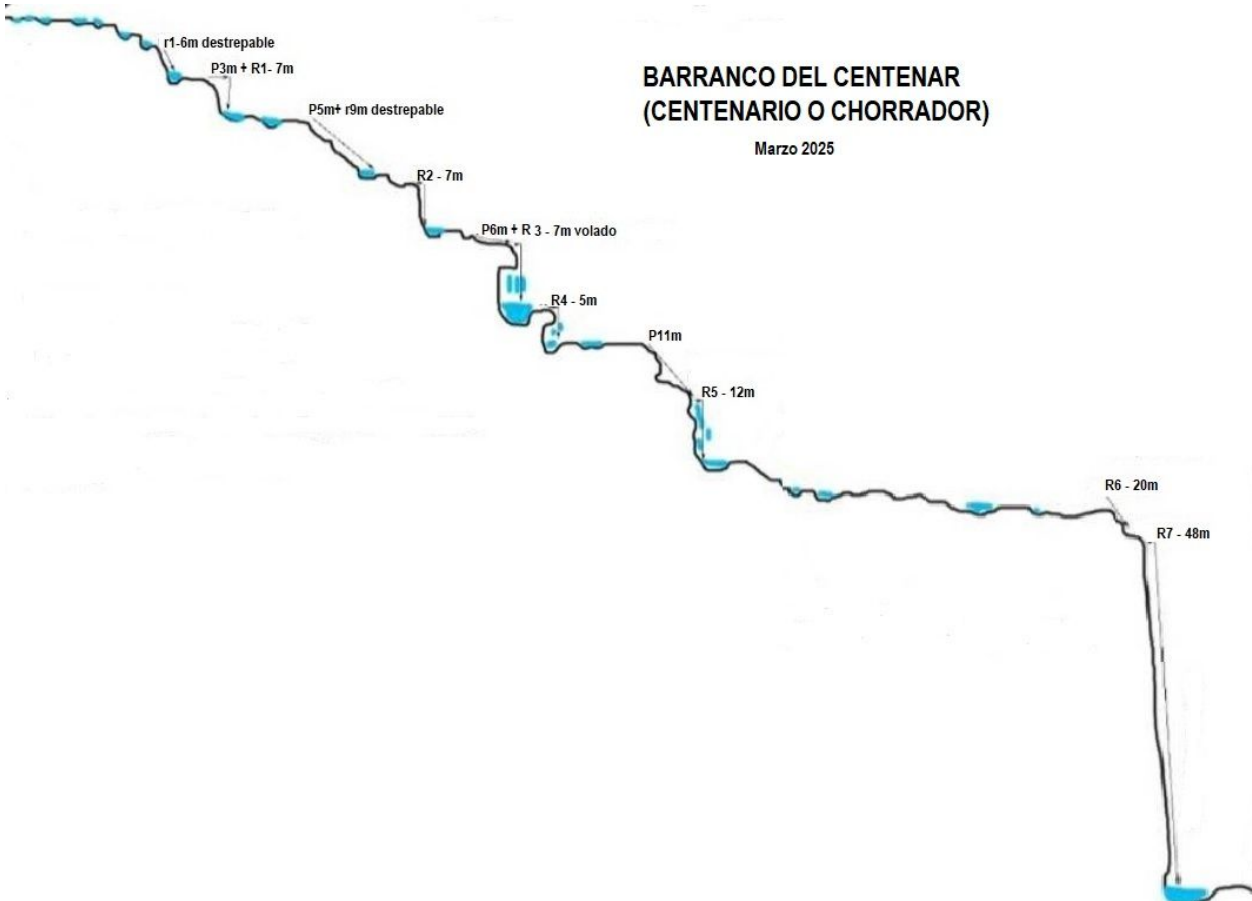 r1-6m destrepable
P3m + R1- 7m
BARRANCO DEL CENTENAR
(CENTENARIO O CHORRADOR)
Marzo 2025
P5m+ r9m destrepable
R2 - 7m
P6m + R 3 - 7m volado
R4 - 5m
P11m
R5 - 12m
R6 - 20m
R7 - 48m